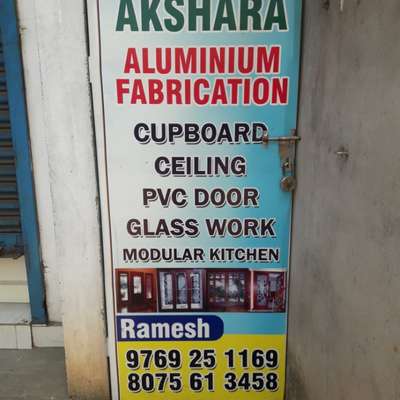 AKSHARA
ALUMINIUM
FABRICATION
CUPBOARD
CEILING
PVC DOOR
GLASS WORK
MODULAR KITCHEN
Ramesh
9769 25 1169
8075 61 3458